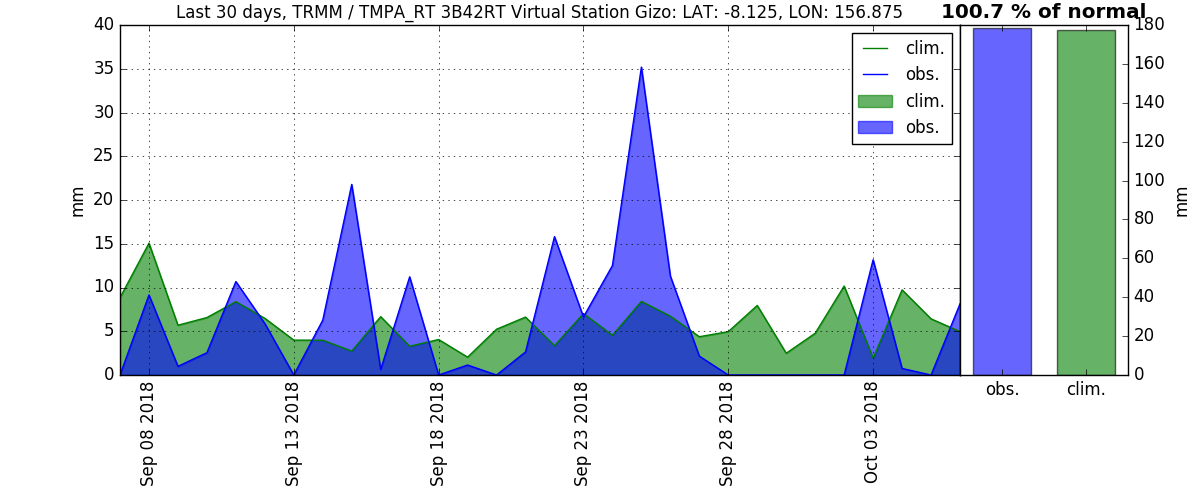 Last 30 days, TRMM / TMPA_RT 3B42RT Virtual Station Gizo: LAT: -8.125, LON: 156.875
100.7 % of normal
40
35
30
25
20
15
10
5
0
mm
clim.
obs.
clim.
obs.
Sep 08 2018
Sep 13 2018
Sep 18 2018
Sep 23 2018
Sep 28 2018
Oct 03 2018
180
160
140
120
100
80
60
40
20
0
mm
obs.
clim.